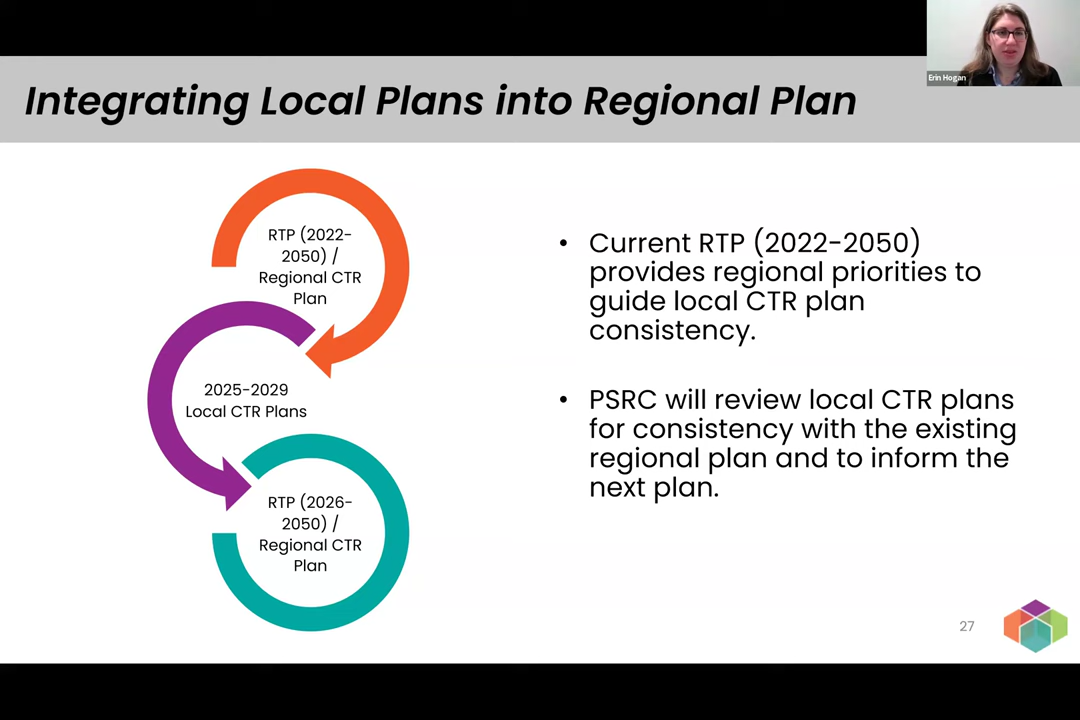 Erin Hogan
Integrating Local Plans into Regional Plan
RTP (2022-
2050) /
Regional CTR
Plan
2025-2029
Local CTR Plans
RTP (2026-
2050) /
Regional CTR
Plan
• Current RTP (2022-2050)
provides regional priorities to
guide local CTR plan
consistency.
• PSRC will review local CTR plans
for consistency with the existing
regional plan and to inform the
next plan.
27